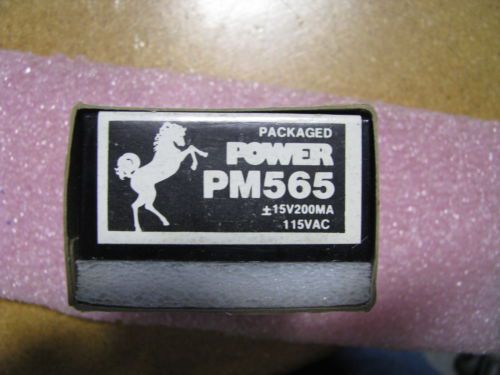 PACKAGED
POWER
PM565
±15V200MA
115VAC